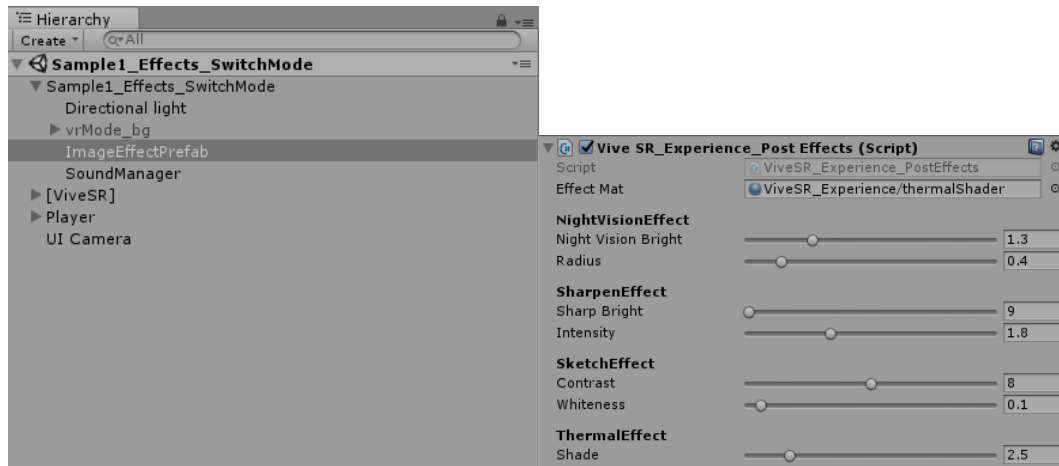 Hierarchy
Create
All
Sample1_Effects_SwitchMode
Sample1_Effects_SwitchMode
Directional light
vrMode_bg
ImageEffectPrefab
SoundManager
[ViveSR]
Player
UI Camera
Vive SR_Experience_Post Effects (Script)
Script ViveSR_Experience_PostEffects
Effect Mat ViveSR_Experience/thermalShader
NightVisionEffect
Night Vision Bright 1.3
Radius 0.4
SharpenEffect
Sharp Bright 9
Intensity 1.8
SketchEffect
Contrast 8
Whiteness 0.1
ThermalEffect
Shade 2.5